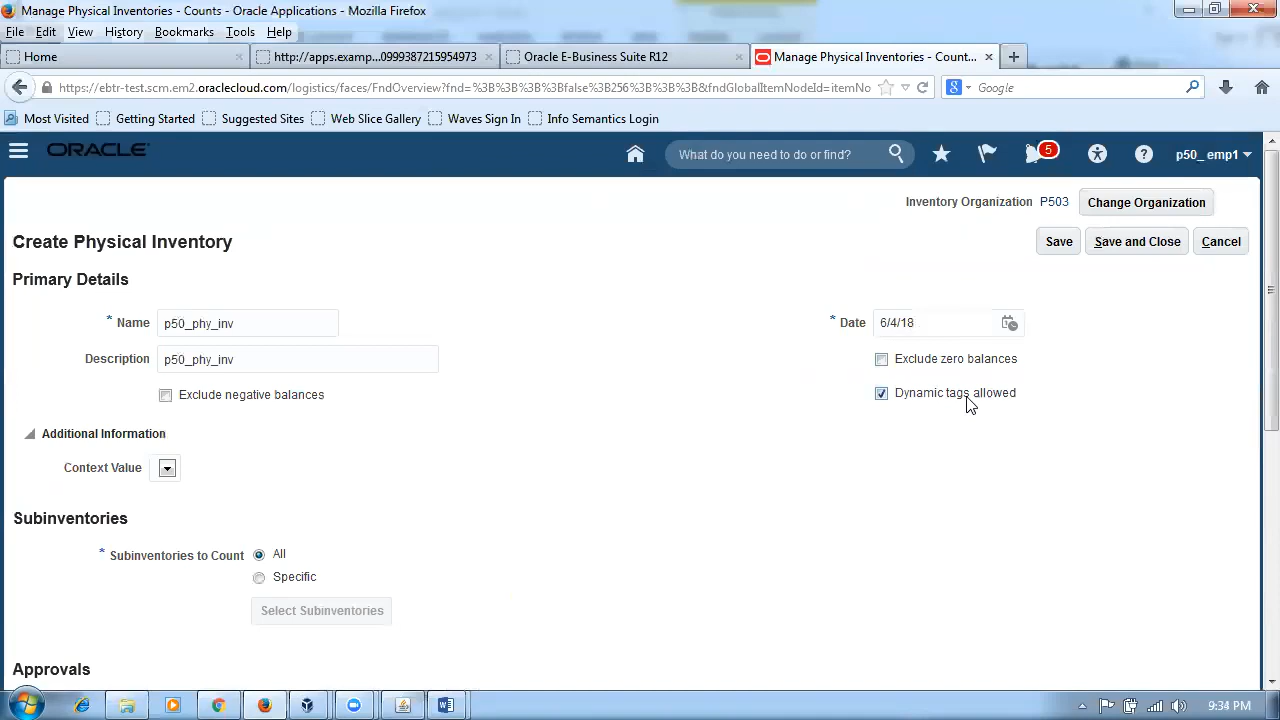 Manage Physical Inventories - Counts - Oracle Applications - Mozilla Firefox
File Edit View History Bookmarks Tools Help
Home
http://apps.examp...0999387215954973
Oracle E-Business Suite R12
Manage Physical Inventories - Coun...
https://ebtr-test.scm.em2.oraclecloud.com/logistics/faces/FndOverview?fnd=%3B%3B%3B%3Bfalse%3B256%3B%3B%3B&fndGlobalItemNodeId=itemNo
Google
Most Visited Getting Started Suggested Sites Web Slice Gallery Waves Sign In Info Semantics Login
ORACLE
What do you need to do or find?
5
p50_emp1
Inventory Organization P503 Change Organization
Create Physical Inventory
Save Save and Close Cancel
Primary Details
* Name p50_phy_inv
* Date 6/4/18
Description p50_phy_inv
Exclude zero balances
Exclude negative balances
Dynamic tags allowed
Additional Information
Context Value
Subinventories
* Subinventories to Count All
Specific
Select Subinventories
Approvals
9:34 PM